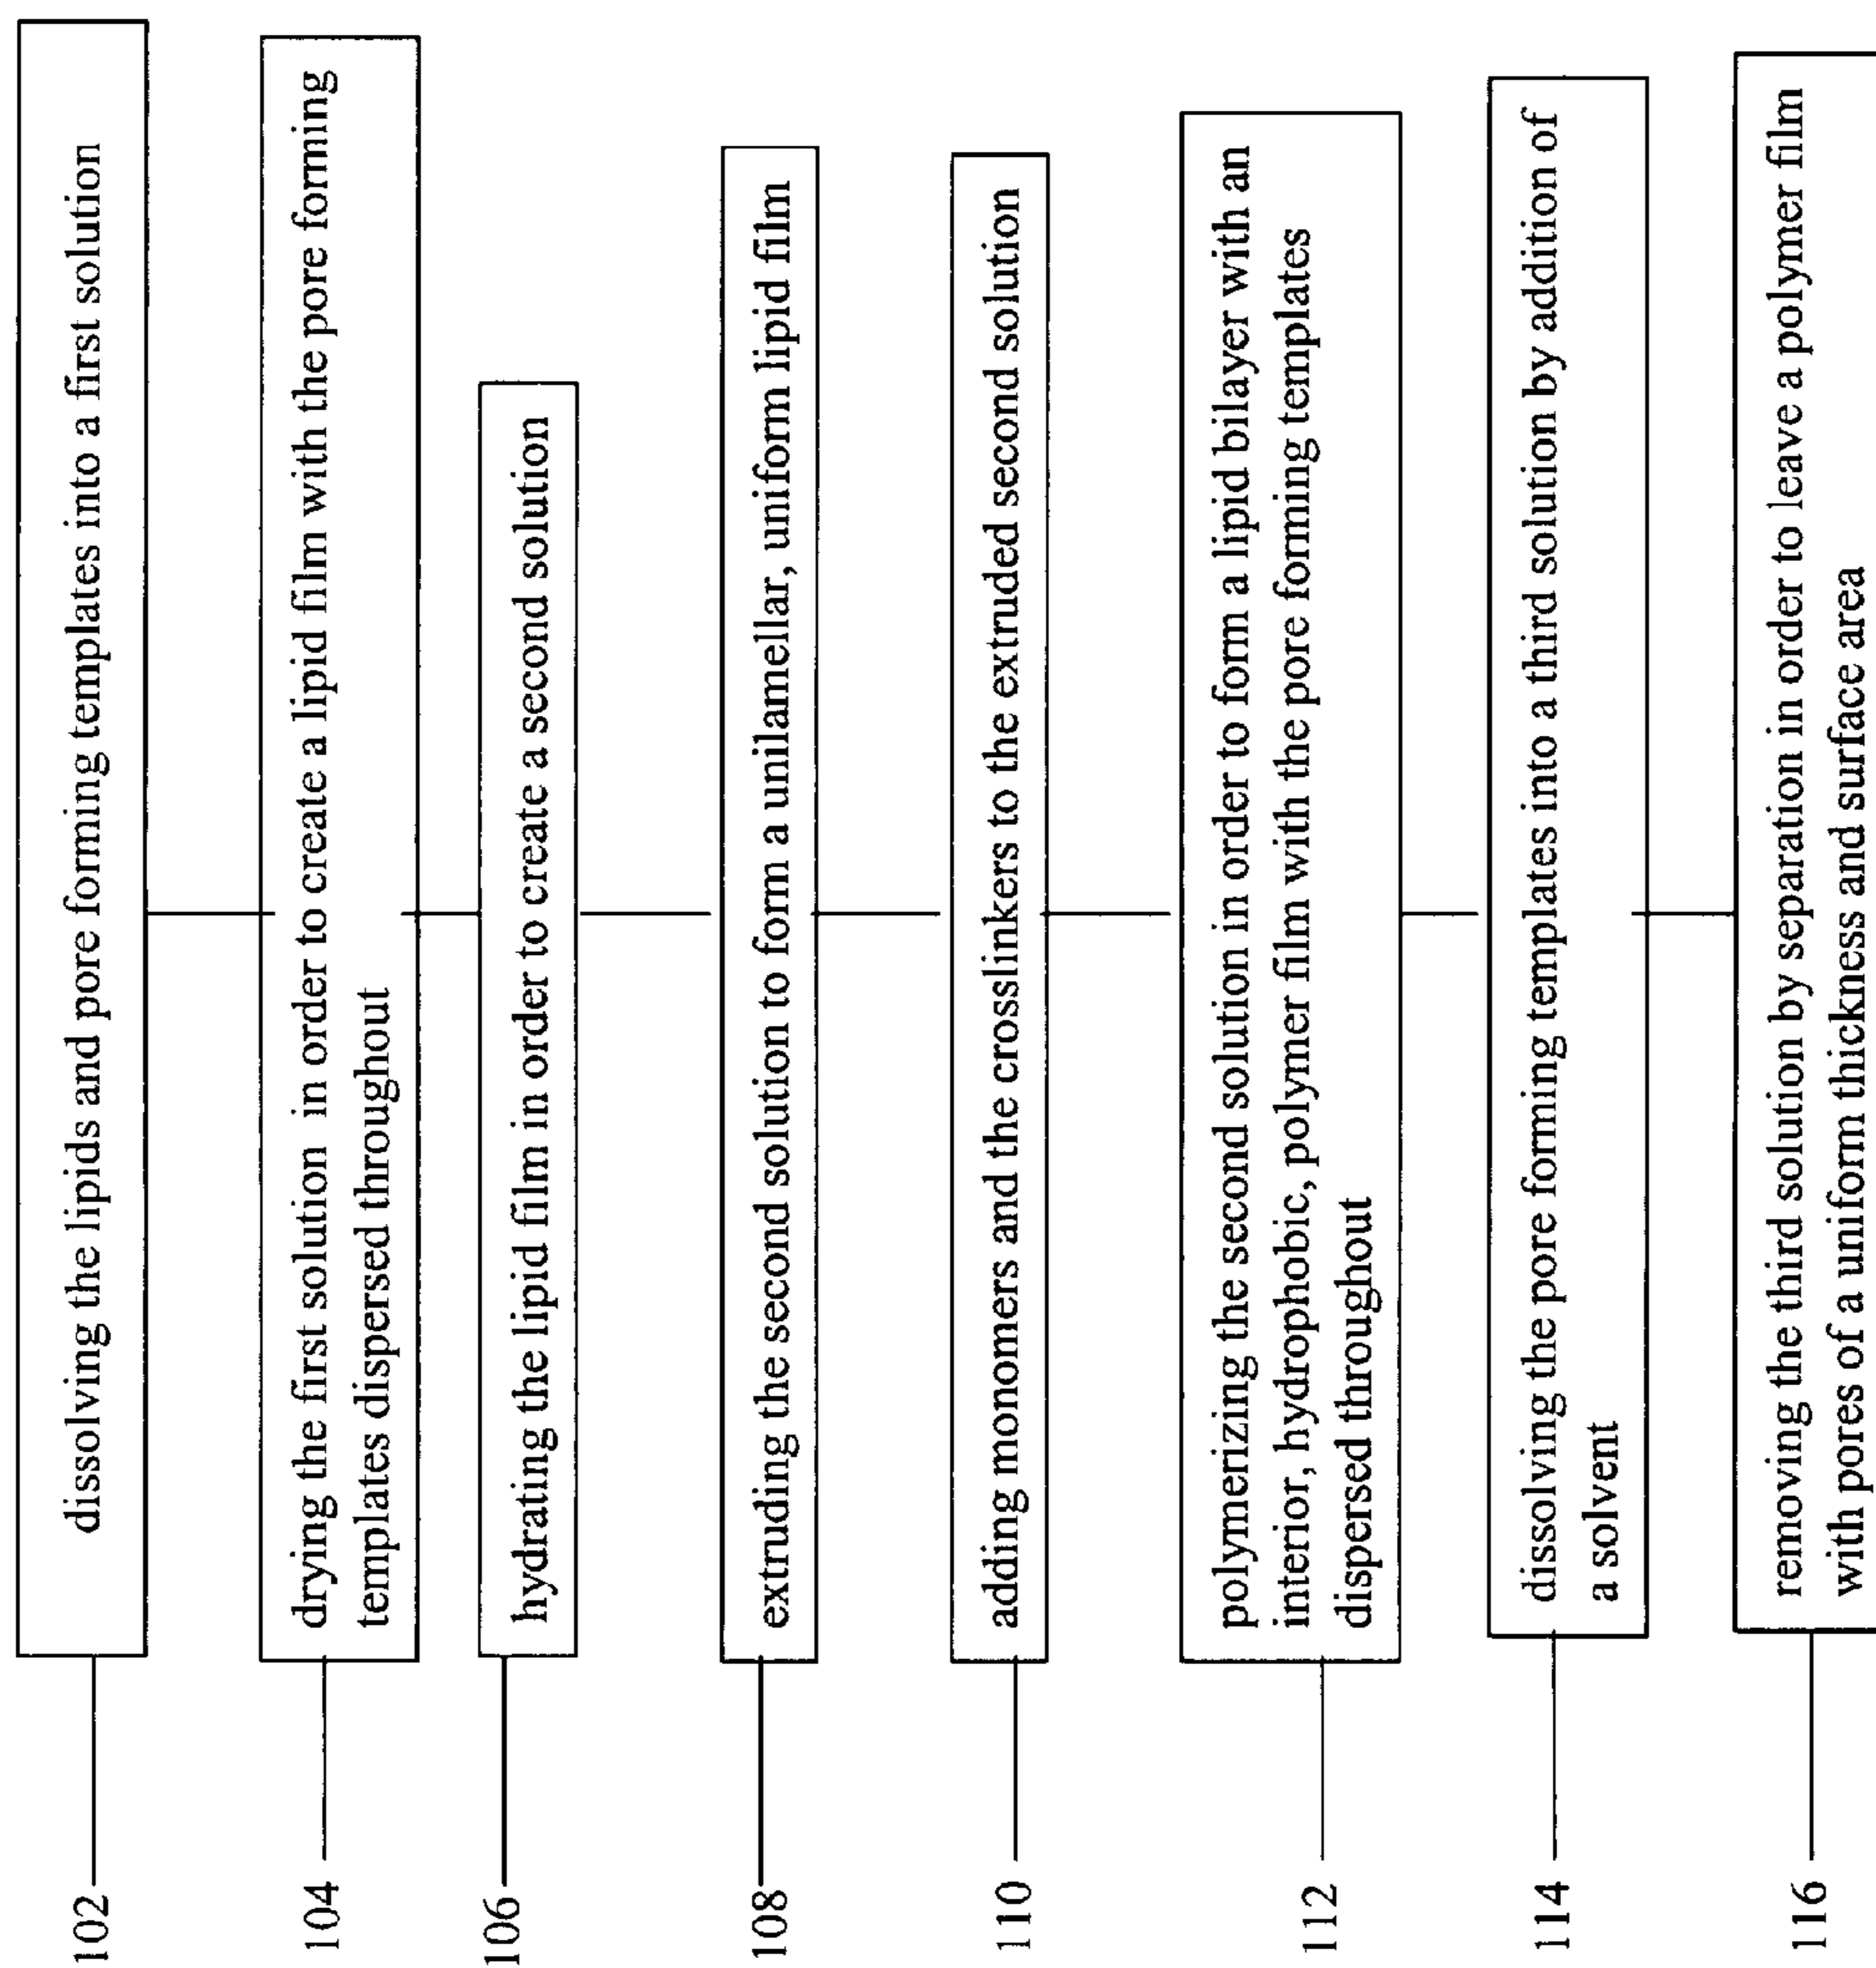 102
dissolving the lipids and pore forming templates into a first solution
104
drying the first solution in order to create a lipid film with the pore forming
templates dispersed throughout
106
hydrating the lipid film in order to create a second solution
108
extruding the second solution to form a unilamellar, uniform lipid film
110
adding monomers and the crosslinkers to the extruded second solution
112
polymerizing the second solution in order to form a lipid bilayer with an
interior, hydrophobic, polymer film with the pore forming templates
dispersed throughout
114
dissolving the pore forming templates into a third solution by addition of
a solvent
116
removing the third solution by separation in order to leave a polymer film
with pores of a uniform thickness and surface area